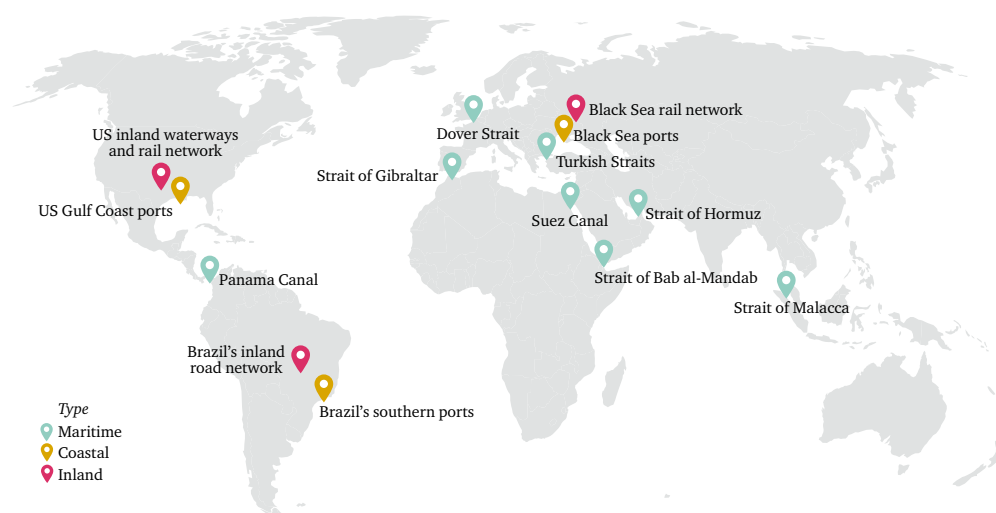 Black Sea rail network
Dover Strait
US inland waterways
and rail network
Black Sea ports
Turkish Straits
Strait of Gibraltar
US Gulf Coast ports
Strait of Hormuz
Suez Canal
Panama Canal
Strait of Bab al-Mandab
Strait of Malacca
Brazil’s inland
road network
Brazil’s southern ports
Type
Maritime
Coastal
Inland